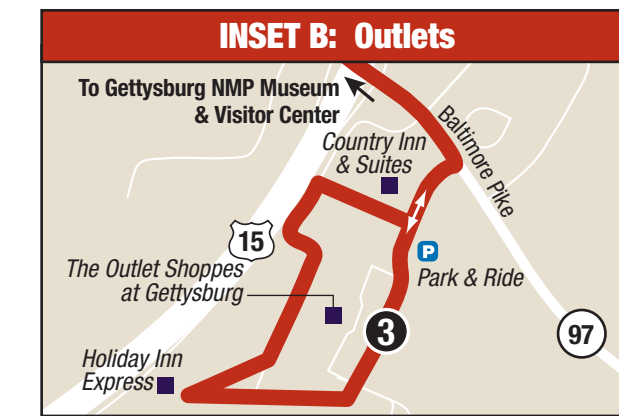 INSET B: Outlets
To Gettysburg NMP Museum
& Visitor Center
Baltimore Pike
Country Inn
& Suites
15
The Outlet Shoppes
at Gettysburg
P
Park & Ride
3
97
Holiday Inn
Express